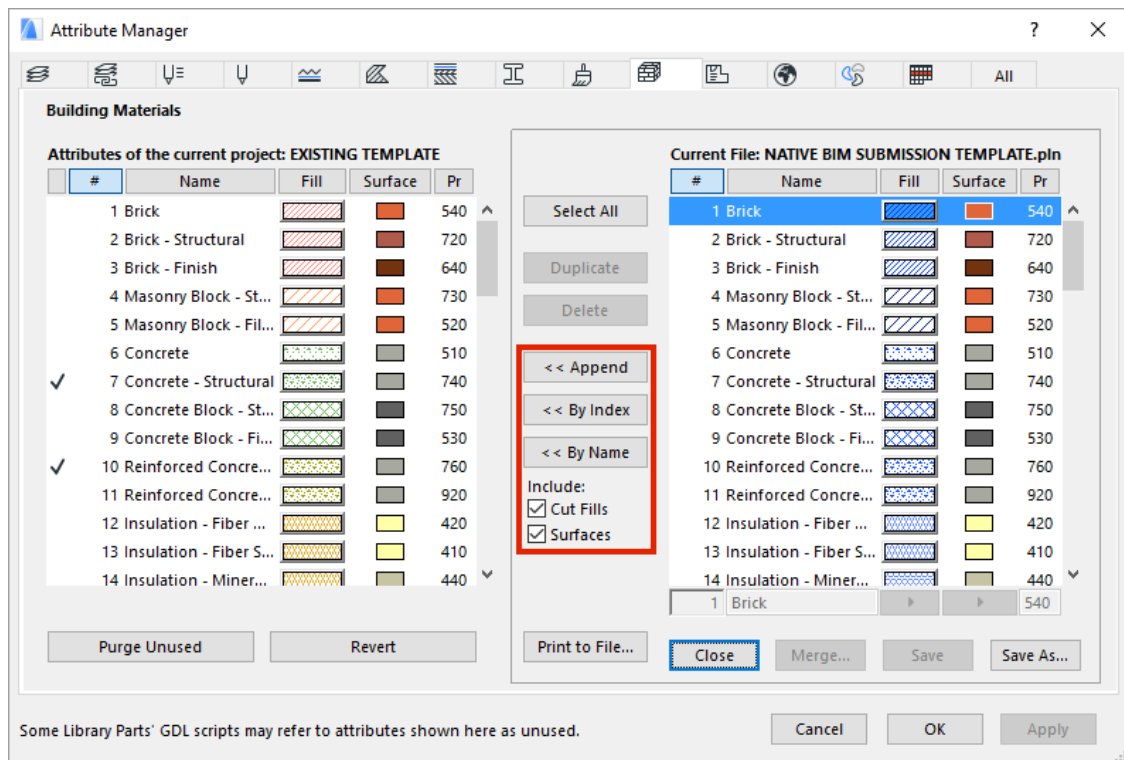 Attribute Manager
?
All
Building Materials
Attributes of the current project: EXISTING TEMPLATE
# Name Fill Surface Pr
1 Brick 540
2 Brick - Structural 720
3 Brick - Finish 640
4 Masonry Block - St... 730
5 Masonry Block - Fil... 520
6 Concrete 510
7 Concrete - Structural 740
8 Concrete Block - St... 750
9 Concrete Block - Fi... 530
10 Reinforced Concre... 760
11 Reinforced Concre... 920
12 Insulation - Fiber ... 420
13 Insulation - Fiber S... 410
14 Insulation - Miner... 440
Purge Unused Revert
Select All
Duplicate
Delete
<< Append
<< By Index
<< By Name
Include:
Cut Fills
Surfaces
Print to File...
Current File: NATIVE BIM SUBMISSION TEMPLATE.pln
# Name Fill Surface Pr
1 Brick 540
2 Brick - Structural 720
3 Brick - Finish 640
4 Masonry Block - St... 730
5 Masonry Block - Fil... 520
6 Concrete 510
7 Concrete - Structural 740
8 Concrete Block - St... 750
9 Concrete Block - Fi... 530
10 Reinforced Concre... 760
11 Reinforced Concre... 920
12 Insulation - Fiber ... 420
13 Insulation - Fiber S... 410
14 Insulation - Miner... 440
1 Brick 540
Close Merge... Save Save As...
Some Library Parts' GDL scripts may refer to attributes shown here as unused.
Cancel OK Apply